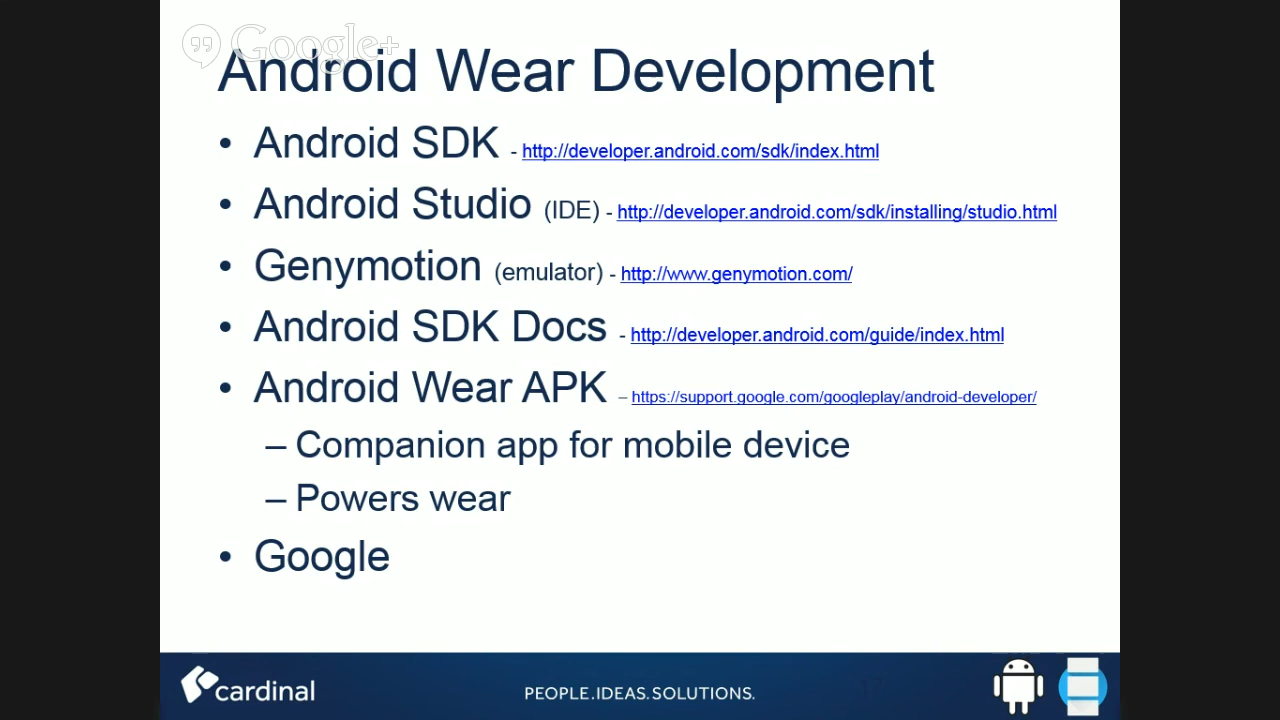 Google+
Android Wear Development
• Android SDK - http://developer.android.com/sdk/index.html
• Android Studio (IDE) - http://developer.android.com/sdk/installing/studio.html
• Genymotion (emulator) - http://www.genymotion.com/
• Android SDK Docs - http://developer.android.com/guide/index.html
• Android Wear APK – https://support.google.com/googleplay/android-developer/
– Companion app for mobile device
– Powers wear
• Google
cardinal
PEOPLE.IDEAS.SOLUTIONS.